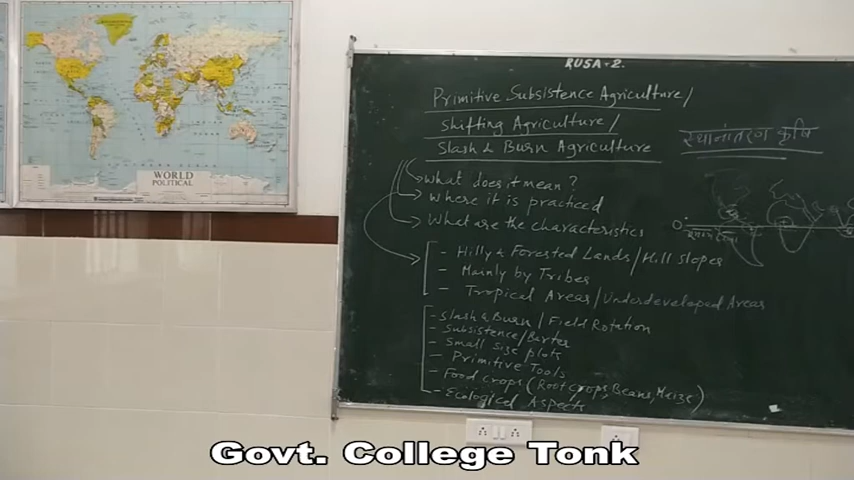 WORLD
POLITICAL
RUSA-2.
Primitive Subsistence Agriculture/
Shifting Agriculture/
Slash & Burn Agriculture
स्थानांतरण कृषि
What does it mean?
Where it is practiced
What are the characteristics
- Hilly & Forested Lands/Hill slopes
- Mainly by Tribes
- Tropical Areas/Underdeveloped Areas
- Slash & Burn/Field Rotation
- Subsistence/Barter
- Small size plots
- Primitive Tools
- Food crops (Root crops, Beans, Maize)
- Ecological Aspects
Govt. College Tonk